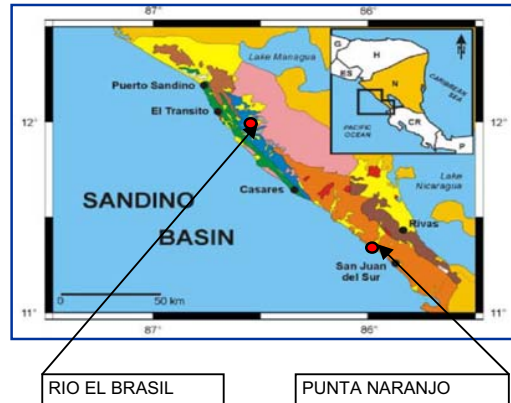 87°
86°
Lake Managua
Puerto Sandino
El Transito
12°
12°
Casares
SANDINO
BASIN
Lake
Nicaragua
Rivas
San Juan
del Sur
0
50 km
11°
11°
87°
86°
G
H
ES
N
CARIBBEAN
SEA
PACIFIC
OCEAN
CR
P
RIO EL BRASIL
PUNTA NARANJO